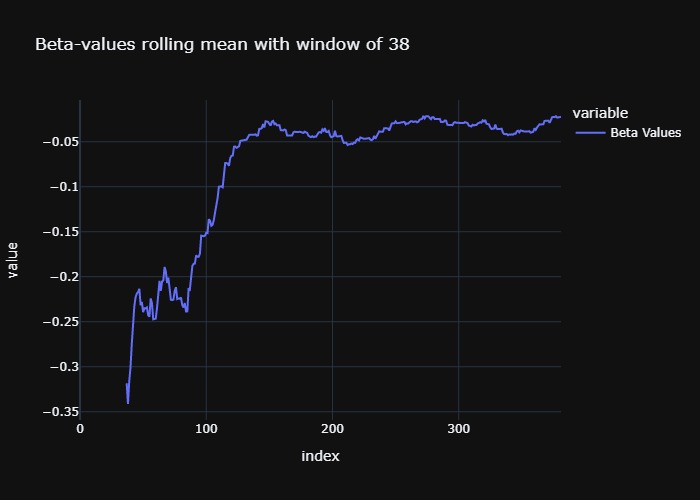 Beta-values rolling mean with window of 38
variable
Beta Values
value
−0.05
−0.1
−0.15
−0.2
−0.25
−0.3
−0.35
0
100
200
300
index